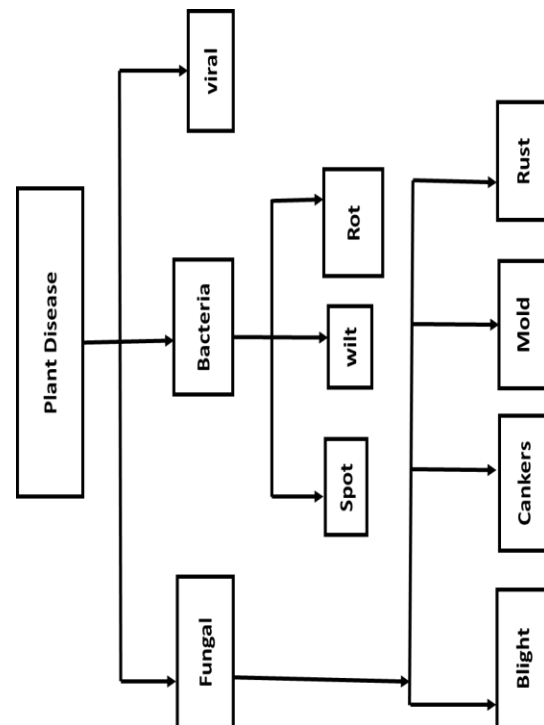 Plant Disease
Fungal
Bacteria
viral
Spot
wilt
Rot
Blight
Cankers
Mold
Rust